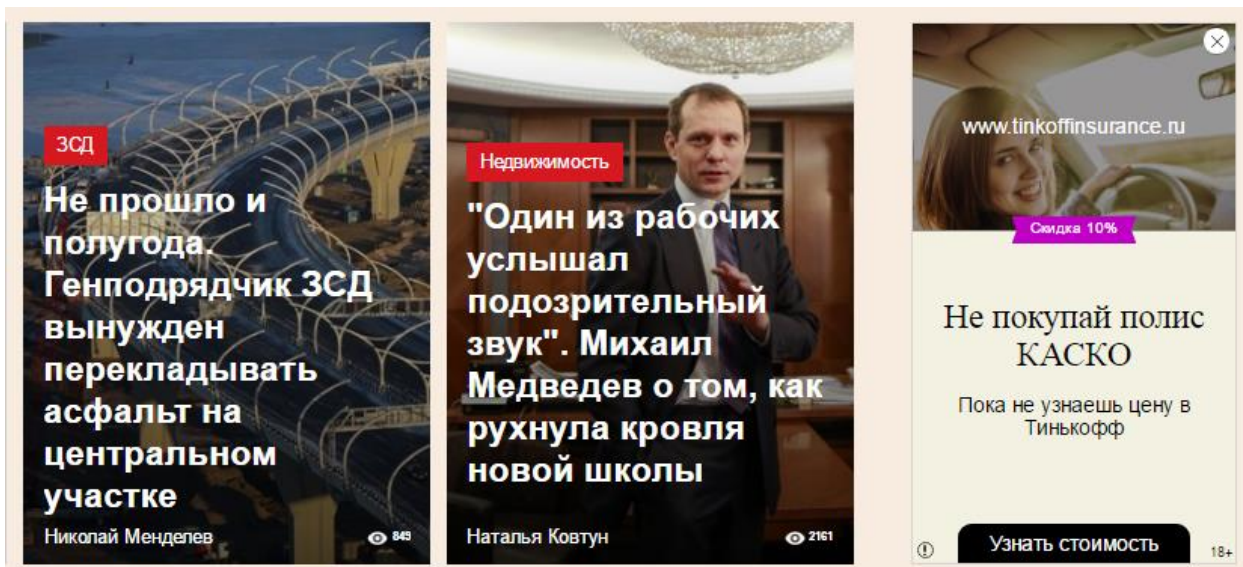 ЗСД
Не прошло и
полугода.
Генподрядчик ЗСД
вынужден
перекладывать
асфальт на
центральном
участке
Николай Менделев
849
Недвижимость
"Один из рабочих
услышал
подозрительный
звук". Михаил
Медведев о том, как
рухнула кровля
новой школы
Наталья Ковтун
2161
www.tinkoffinsurance.ru
Скидка 10%
Не покупай полис
КАСКО
Пока не узнаешь цену в
Тинькофф
Узнать стоимость
18+